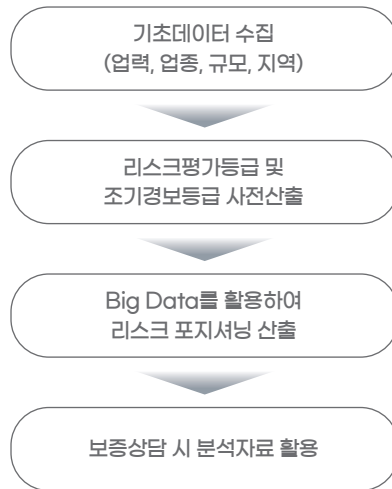 기초데이터 수집
(업력, 업종, 규모, 지역)
리스크평가등급 및
조기경보등급 사전산출
Big Data를 활용하여
리스크 포지셔닝 산출
보증상담 시 분석자료 활용